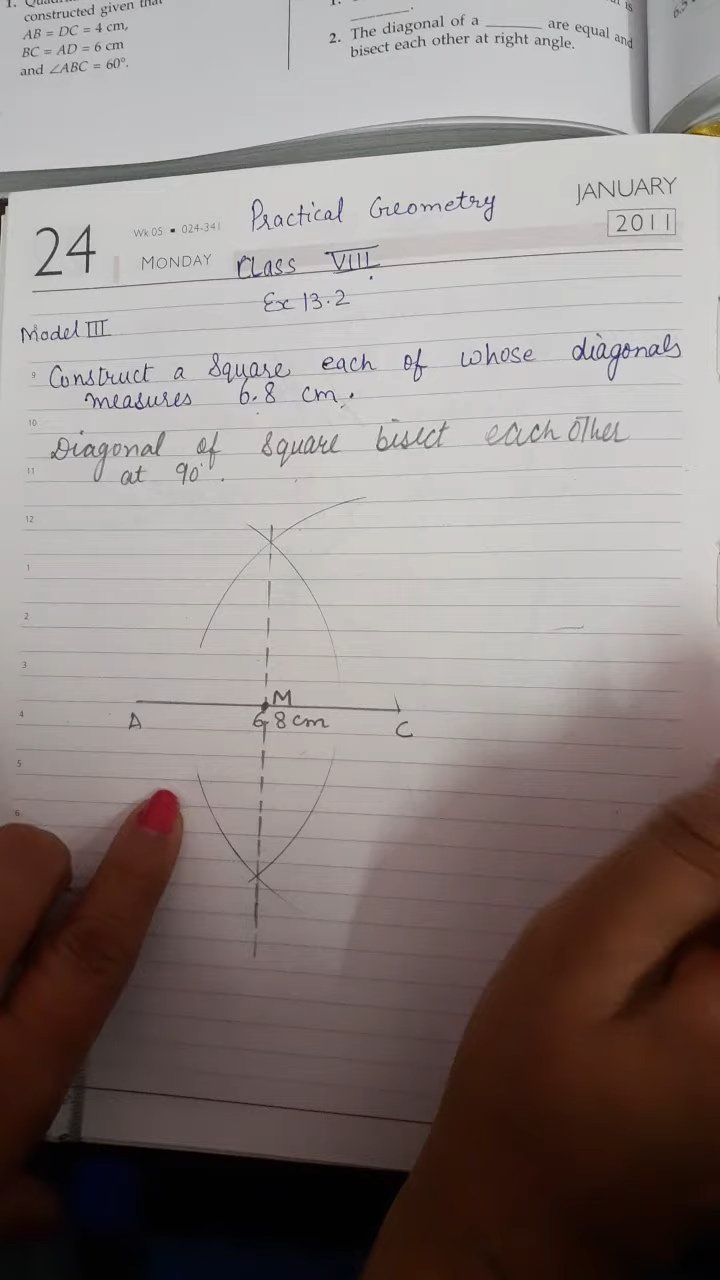 constructed given that
AB = DC = 4 cm,
BC = AD = 6 cm
and ∠ABC = 60°.
2. The diagonal of a ______ are equal and
bisect each other at right angle.
JANUARY
2011
24
Wk 05 ▪ 024-341
MONDAY
Practical Geometry
Class VIII
Ex 13.2
Model III
Construct a Square each of whose diagonals
measures 6.8 cm.
Diagonal of Square bisect each other
at 90°.
9
10
11
12
1
2
3
4
5
6
M
A
6.8 cm
C